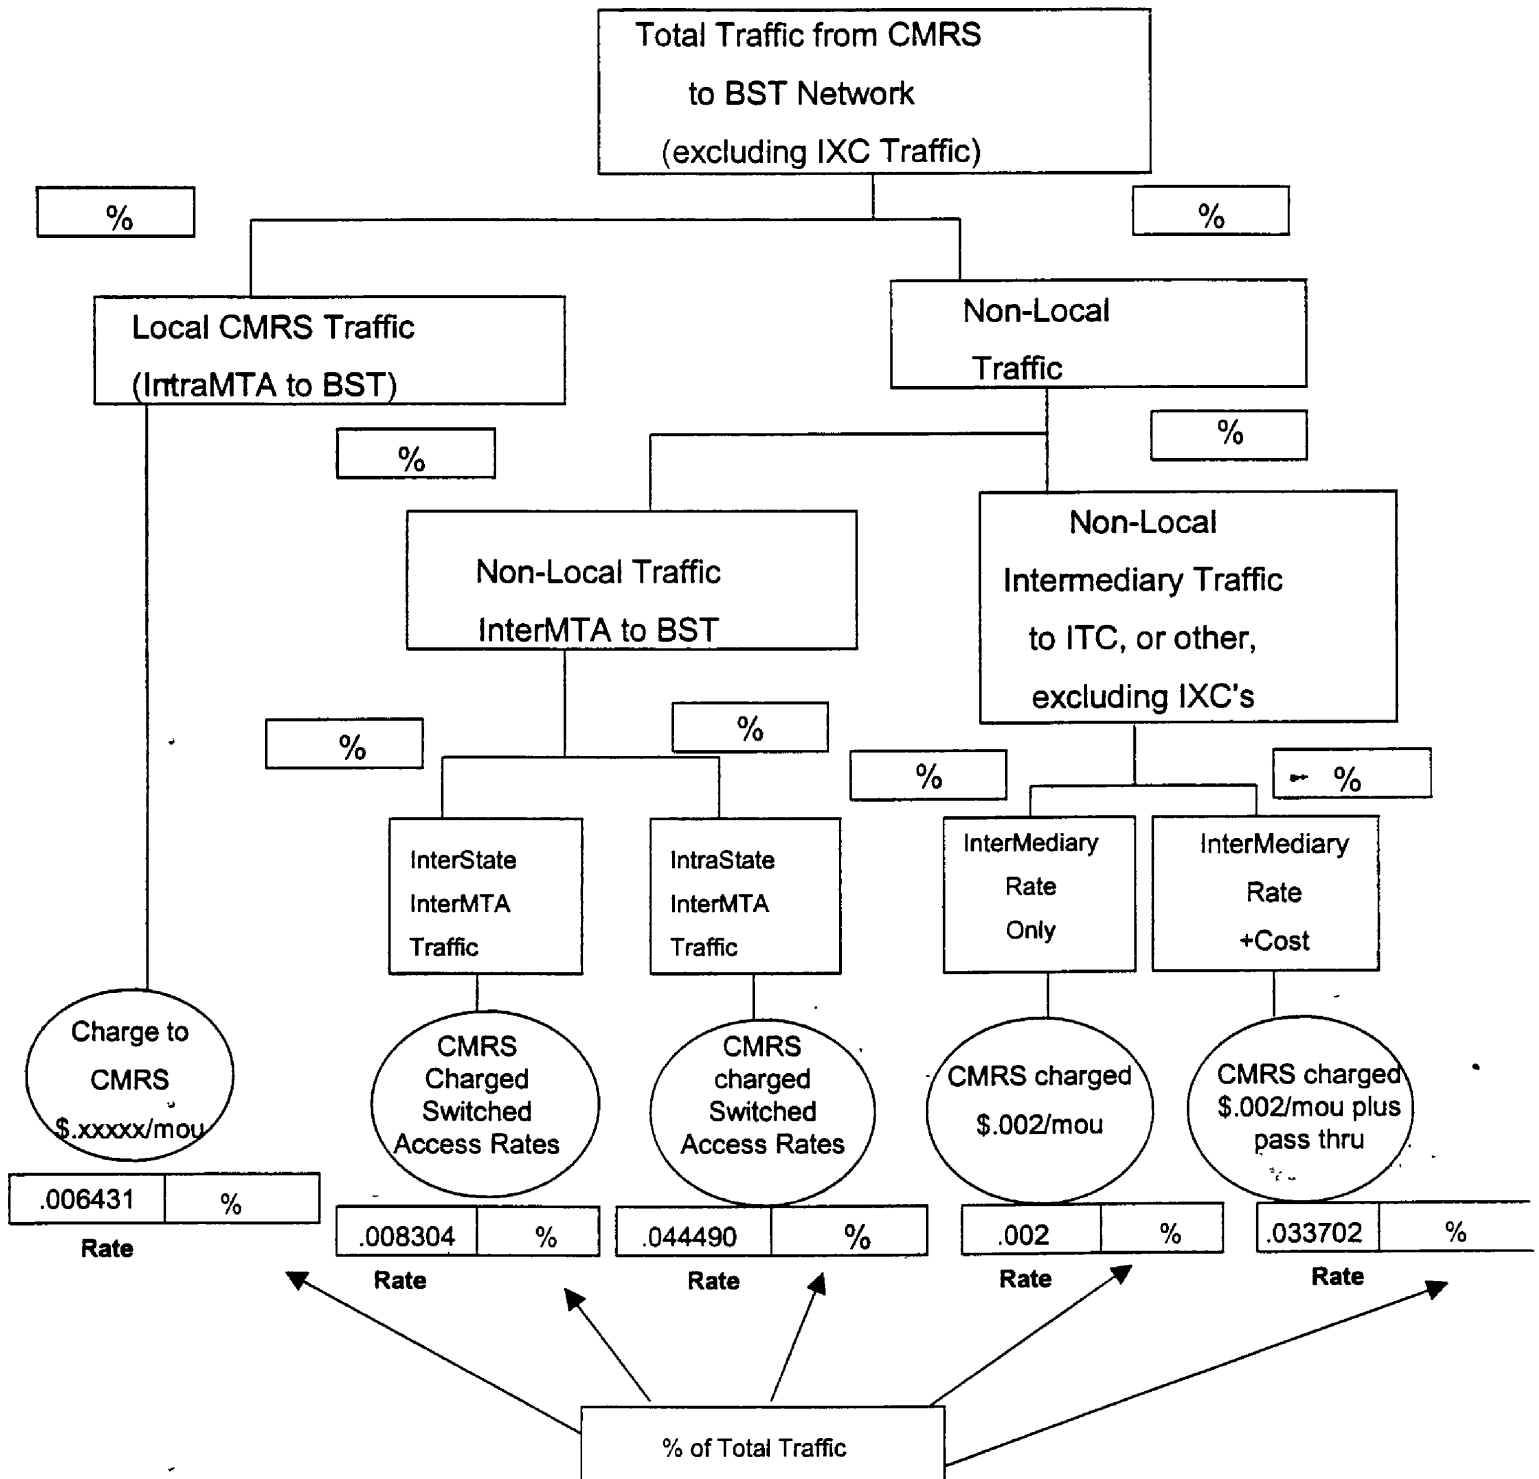 Total Traffic from CMRS
to BST Network
(excluding IXC Traffic)
%
%
Local CMRS Traffic
(IntraMTA to BST)
Non-Local
Traffic
%
%
Non-Local Traffic
InterMTA to BST
Non-Local
Intermediary Traffic
to ITC, or other,
excluding IXC's
%
%
%
%
InterState
InterMTA
Traffic
IntraState
InterMTA
Traffic
InterMediary
Rate
Only
InterMediary
Rate
+Cost
Charge to
CMRS
$.xxxxx/mou
CMRS
Charged
Switched
Access Rates
CMRS
charged
Switched
Access Rates
CMRS charged
$.002/mou
CMRS charged
$.002/mou plus
pass thru
.006431 %
Rate
.008304 %
Rate
.044490 %
Rate
.002 %
Rate
.033702 %
Rate
% of Total Traffic